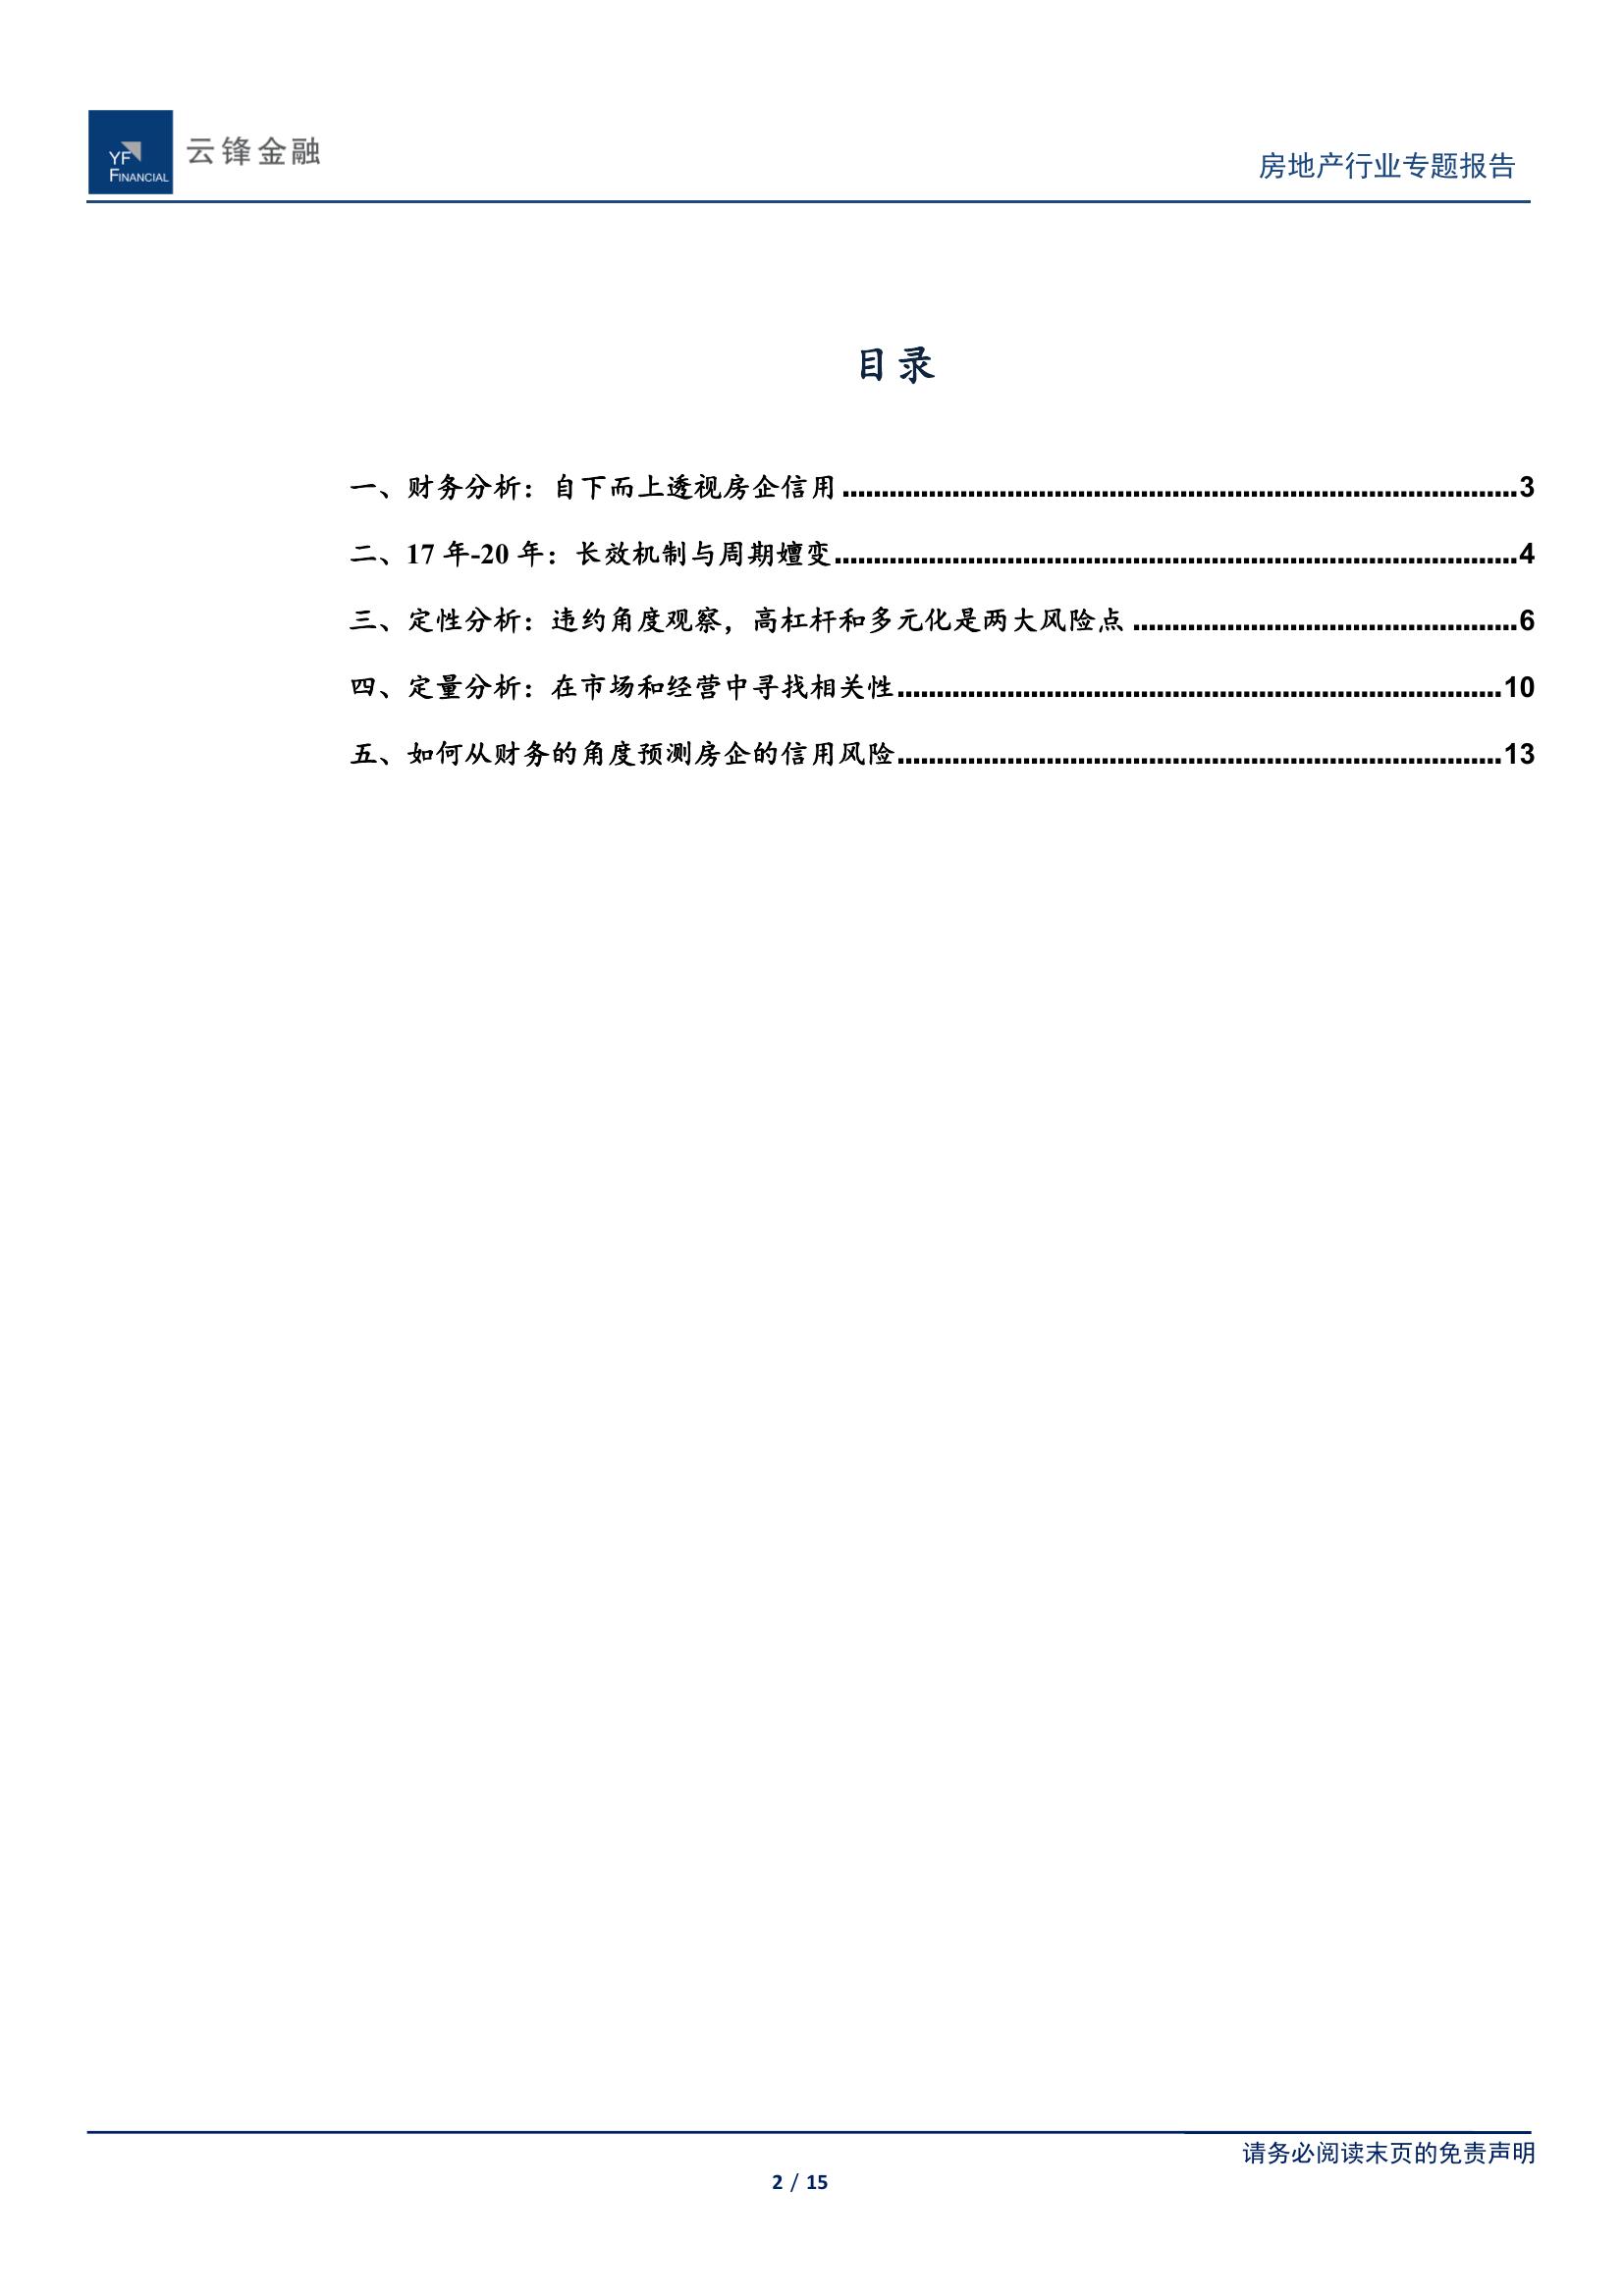 YF
FINANCIAL
云锋金融
房地产行业专题报告
目录
一、财务分析：自下而上透视房企信用........................................................................................3
二、17 年-20 年：长效机制与周期嬗变........................................................................................4
三、定性分析：违约角度观察，高杠杆和多元化是两大风险点.................................................6
四、定量分析：在市场和经营中寻找相关性..............................................................................10
五、如何从财务的角度预测房企的信用风险..............................................................................13
请务必阅读末页的免责声明
2 / 15